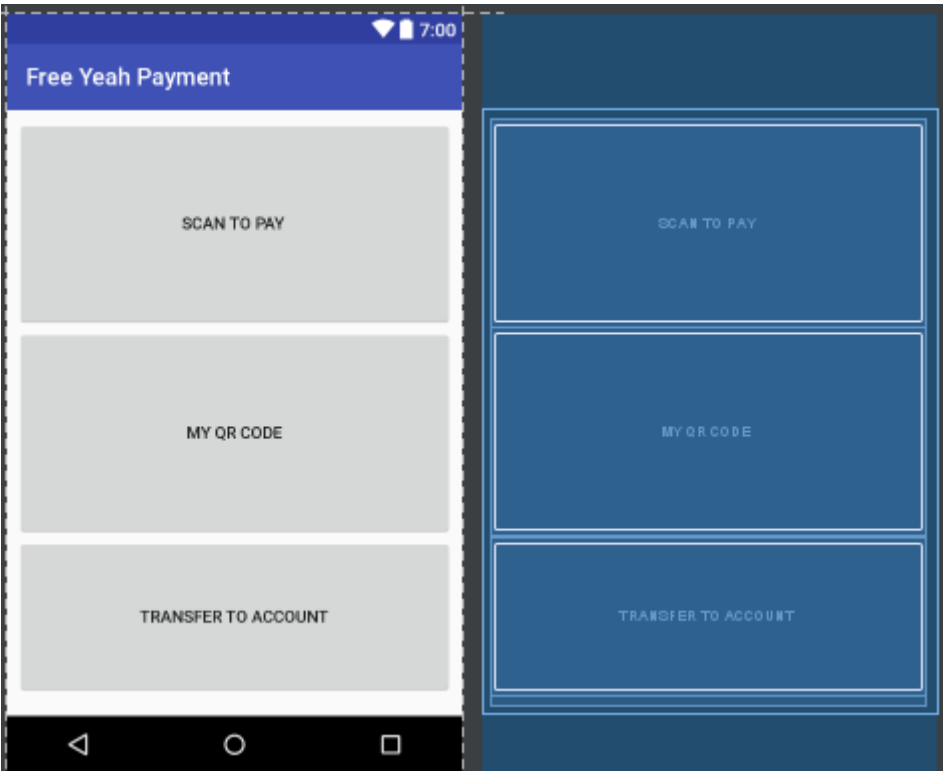 7:00
Free Yeah Payment
SCAN TO PAY
SCAN TO PAY
MY QR CODE
MY QR CODE
TRANSFER TO ACCOUNT
TRANSFER TO ACCOUNT